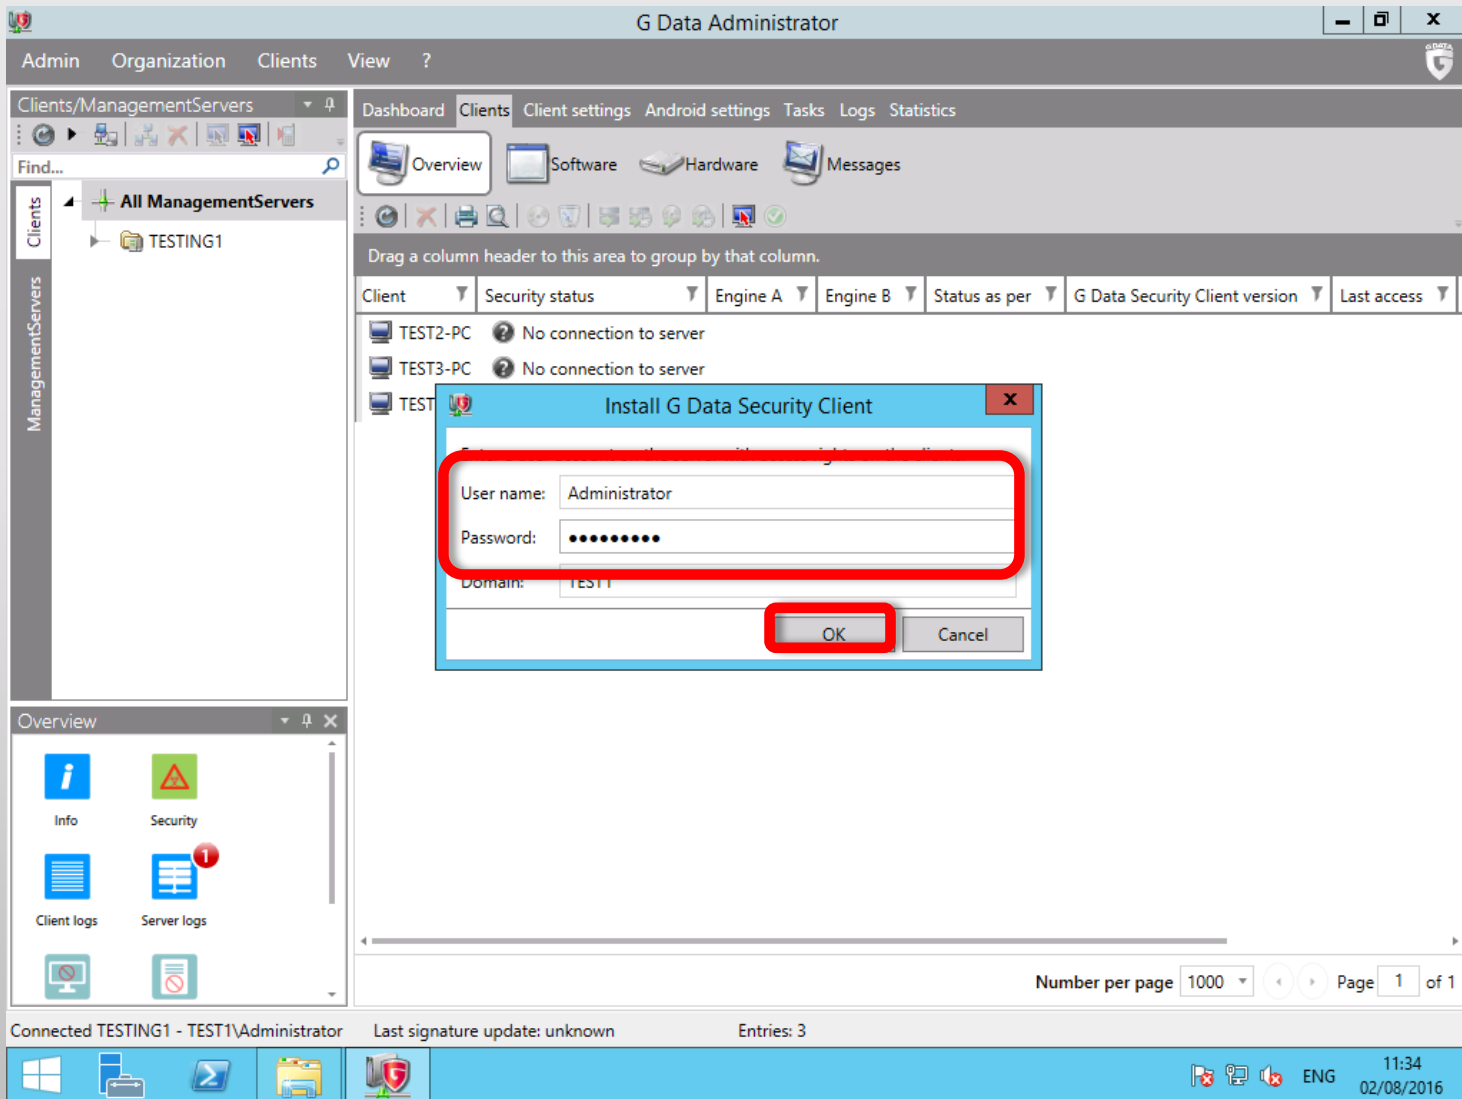 G Data Administrator
Admin Organization Clients View ?
G DATA
Clients/ManagementServers
Dashboard Clients Client settings Android settings Tasks Logs Statistics
Find...
Overview Software Hardware Messages
Clients
ManagementServers
All ManagementServers
TESTING1
Drag a column header to this area to group by that column.
Client Security status Engine A Engine B Status as per G Data Security Client version Last access
TEST2-PC No connection to server
TEST3-PC No connection to server
TEST
Install G Data Security Client
User name: Administrator
Password: •••••••••
Domain: TEST1
OK Cancel
Overview
Info Security
1
Client logs Server logs
Number per page 1000 Page 1 of 1
Connected TESTING1 - TEST1\Administrator Last signature update: unknown Entries: 3
ENG 11:34
02/08/2016